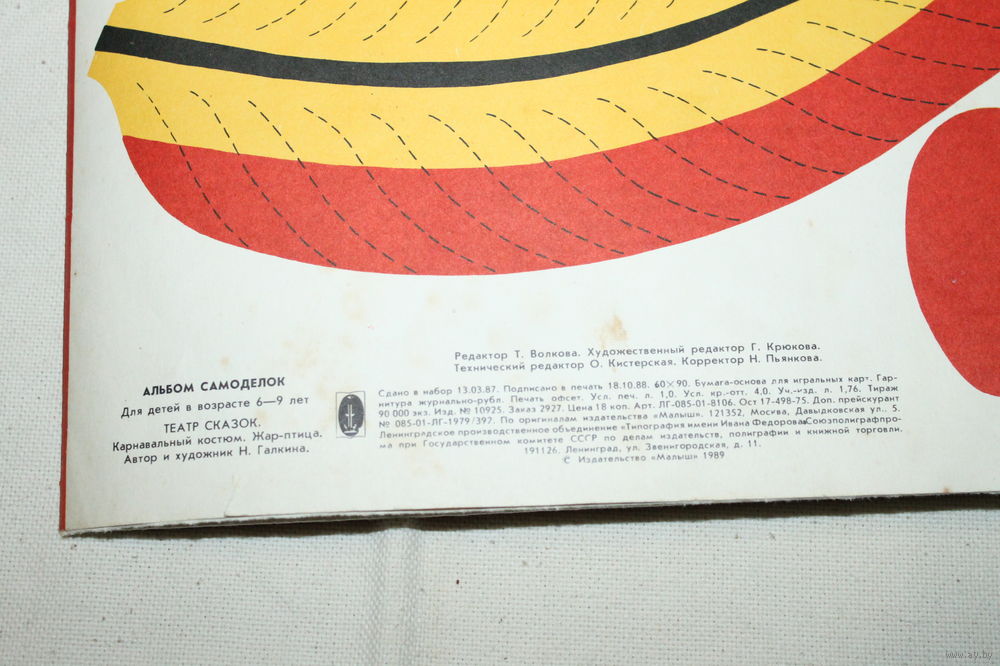 Редактор Т. Волкова. Художественный редактор Г. Крюкова.
Технический редактор О. Кистерская. Корректор Н. Пьянкова.
АЛЬБОМ САМОДЕЛОК
Для детей в возрасте 6—9 лет
ТЕАТР СКАЗОК.
Карнавальный костюм. Жар-птица.
Автор и художник Н. Галкина.
Сдано в набор 13.03.87. Подписано в печать 18.10.88. 60×90. Бумага-основа для игральных карт. Гар-
нитура журнально-рубл. Печать офсет. Усл. печ. л. 1,0. Усл. кр.-отт. 4,0. Уч.-изд. л. 1,76. Тираж
90 000 экз. Изд. № 10925. Заказ 2927. Цена 18 коп. Арт. ЛГ-085-01-8106. Ост 17-498-75. Доп. прейскурант
№ 085-01-ЛГ-1979/397. По оригиналам издательства «Малыш». 121352, Москва, Давыдковская ул., 5.
Ленинградское производственное объединение «Типография имени Ивана Федорова» Союзполиграфпро-
ма при Государственном комитете СССР по делам издательств, полиграфии и книжной торговли.
191126. Ленинград, ул. Звенигородская, д. 11.
© Издательство «Малыш» 1989
www.ay.by